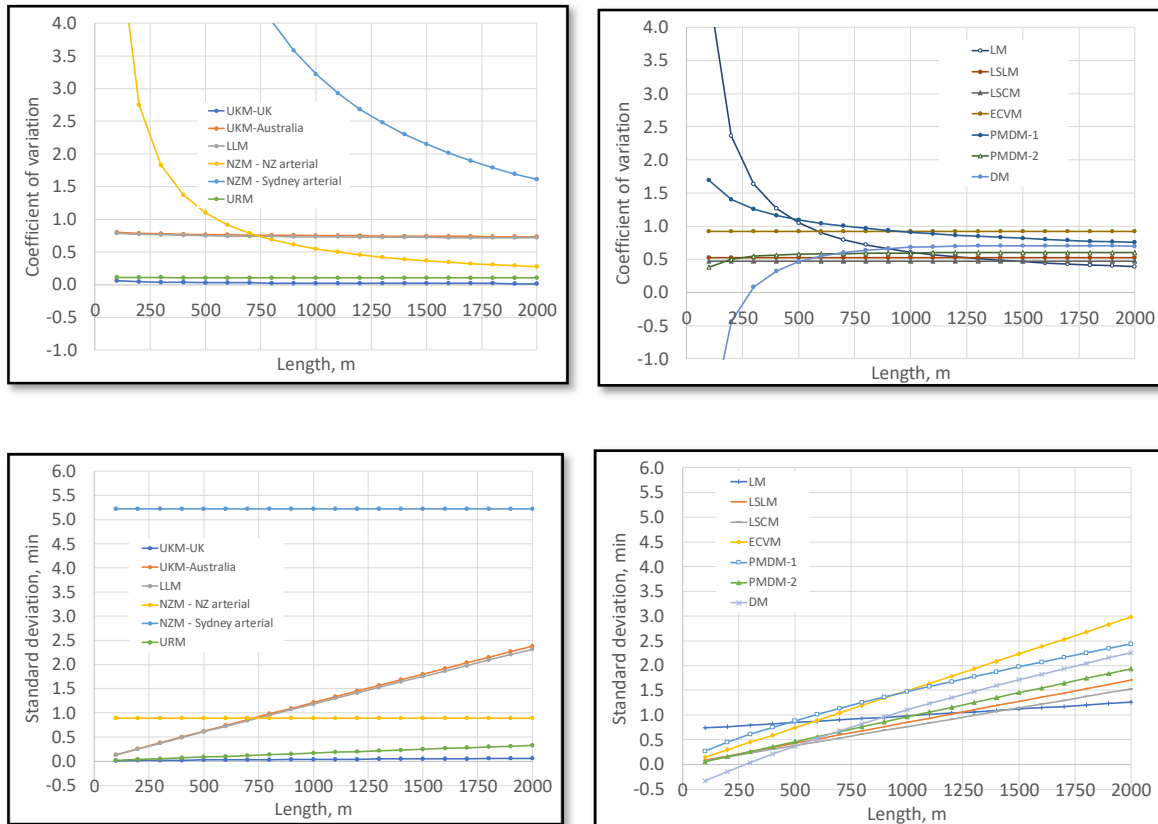 4.0
3.5
3.0
2.5
2.0
1.5
1.0
0.5
0.0
-0.5
-1.0
Coefficient of variation
UKM-UK
UKM-Australia
LLM
NZM - NZ arterial
NZM - Sydney arterial
URM
0 250 500 750 1000 1250 1500 1750 2000
Length, m
4.0
3.5
3.0
2.5
2.0
1.5
1.0
0.5
0.0
-0.5
-1.0
Coefficient of variation
LM
LSLM
LSCM
ECVM
PMDM-1
PMDM-2
DM
0 250 500 750 1000 1250 1500 1750 2000
Length, m
6.0
5.5
5.0
4.5
4.0
3.5
3.0
2.5
2.0
1.5
1.0
0.5
0.0
-0.5
Standard deviation, min
UKM-UK
UKM-Australia
LLM
NZM - NZ arterial
NZM - Sydney arterial
URM
0 250 500 750 1000 1250 1500 1750 2000
Length, m
6.0
5.5
5.0
4.5
4.0
3.5
3.0
2.5
2.0
1.5
1.0
0.5
0.0
-0.5
Standard deviation, min
LM
LSLM
LSCM
ECVM
PMDM-1
PMDM-2
DM
0 250 500 750 1000 1250 1500 1750 2000
Length, m